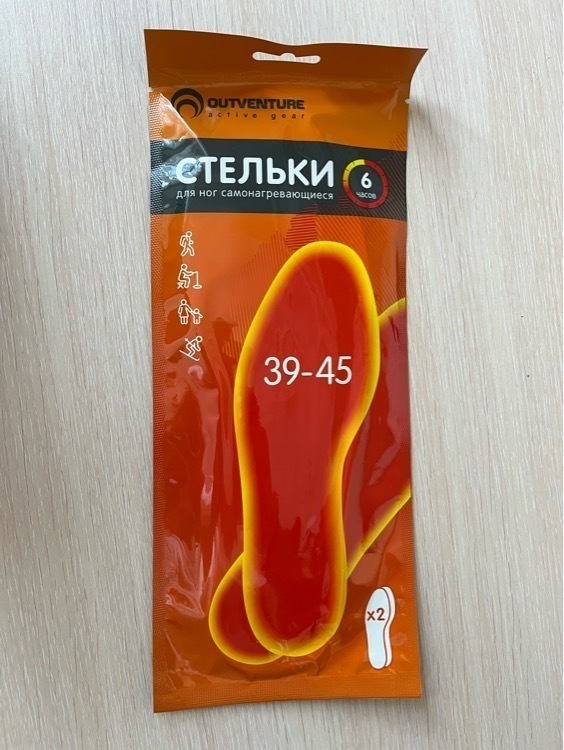 OUTVENTURE
active gear
СТЕЛЬКИ
для ног самонагревающиеся
6
часов
39-45
x2